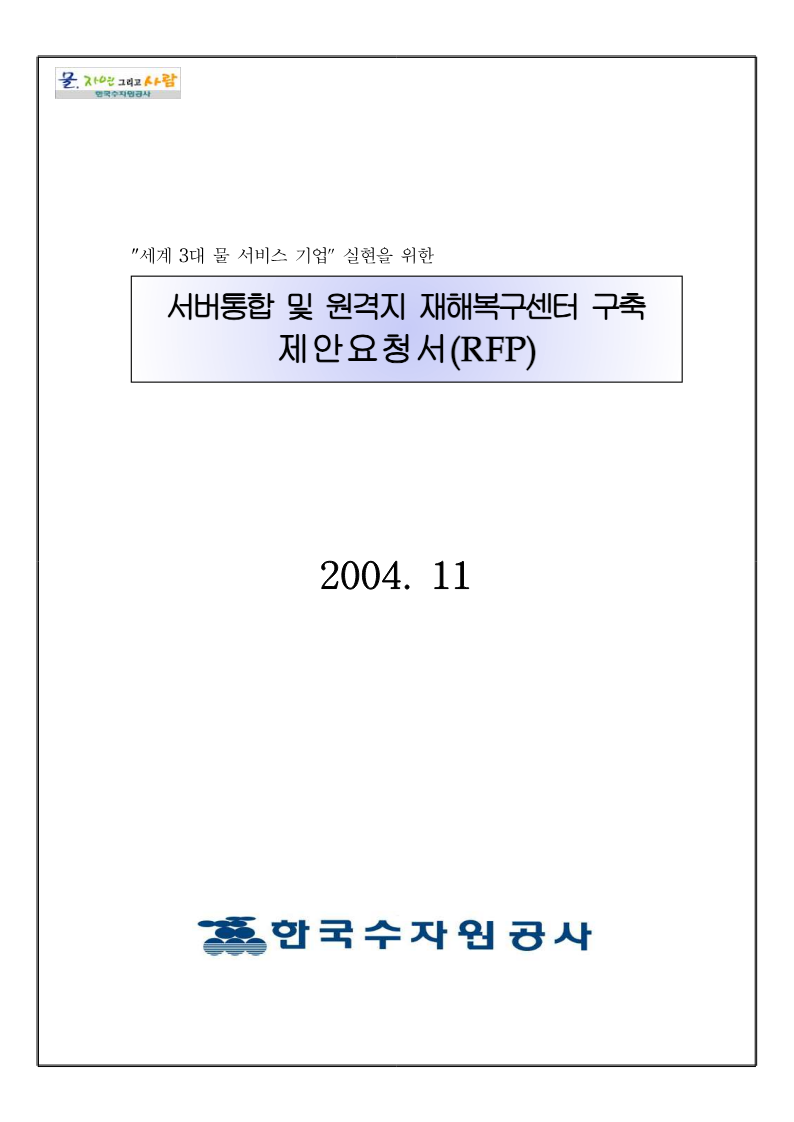 물, 자연 그리고 사람
한국수자원공사
"세계 3대 물 서비스 기업" 실현을 위한
서버통합 및 원격지 재해복구센터 구축
제안요청서(RFP)
2004. 11
한국수자원공사